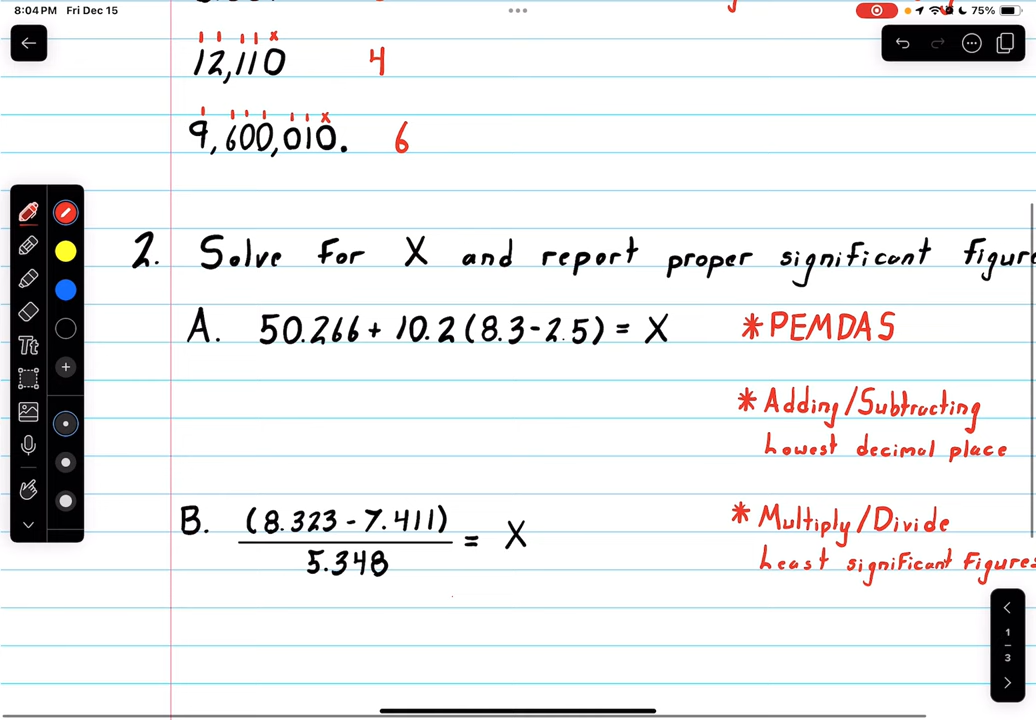 8:04 PM Fri Dec 15
75%
12,110 4
9,600,010. 6
2. Solve for X and report proper significant figure
A. 50.266 + 10.2 (8.3 - 2.5) = X
* PEMDAS
* Adding/Subtracting
Lowest decimal place
B. (8.323 - 7.411)
5.348
= X
* Multiply/Divide
Least significant Figures
Tt
1
3